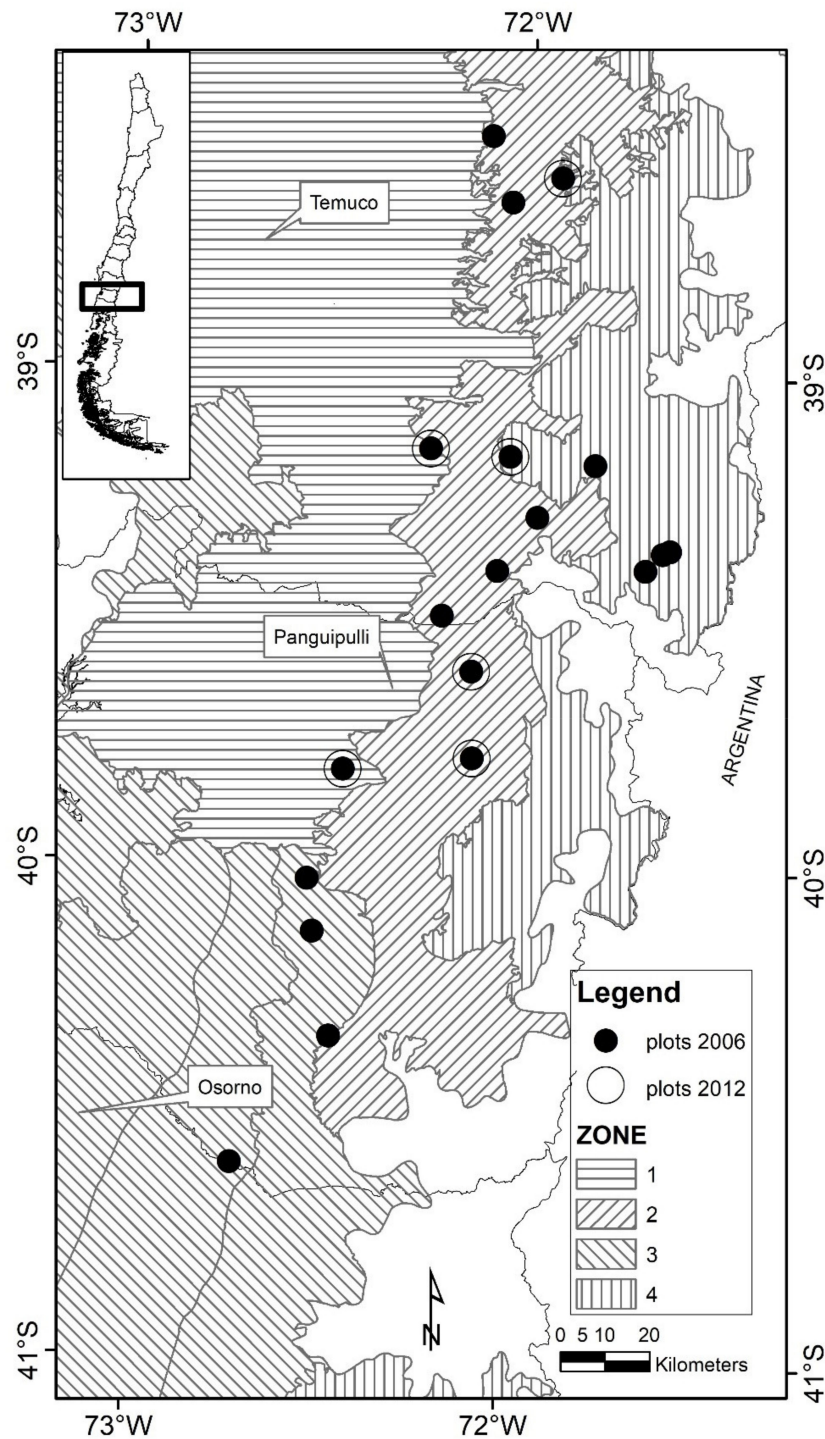 73°W
72°W
Temuco
39°S
39°S
Panguipulli
ARGENTINA
40°S
40°S
Legend
plots 2006
plots 2012
Osorno
ZONE
1
2
3
4
N
0 5 10 20
Kilometers
41°S
41°S
73°W
72°W